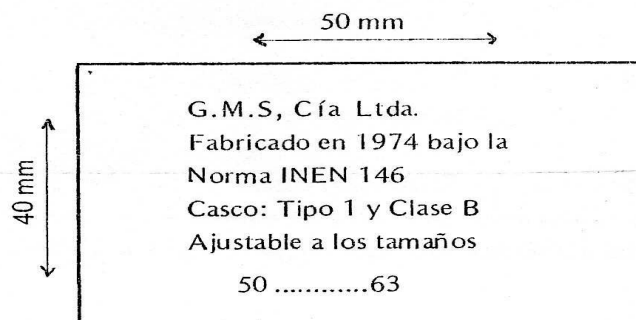 50 mm
40 mm
G.M.S, Cía Ltda.
Fabricado en 1974 bajo la
Norma INEN 146
Casco: Tipo 1 y Clase B
Ajustable a los tamaños
50 ............63